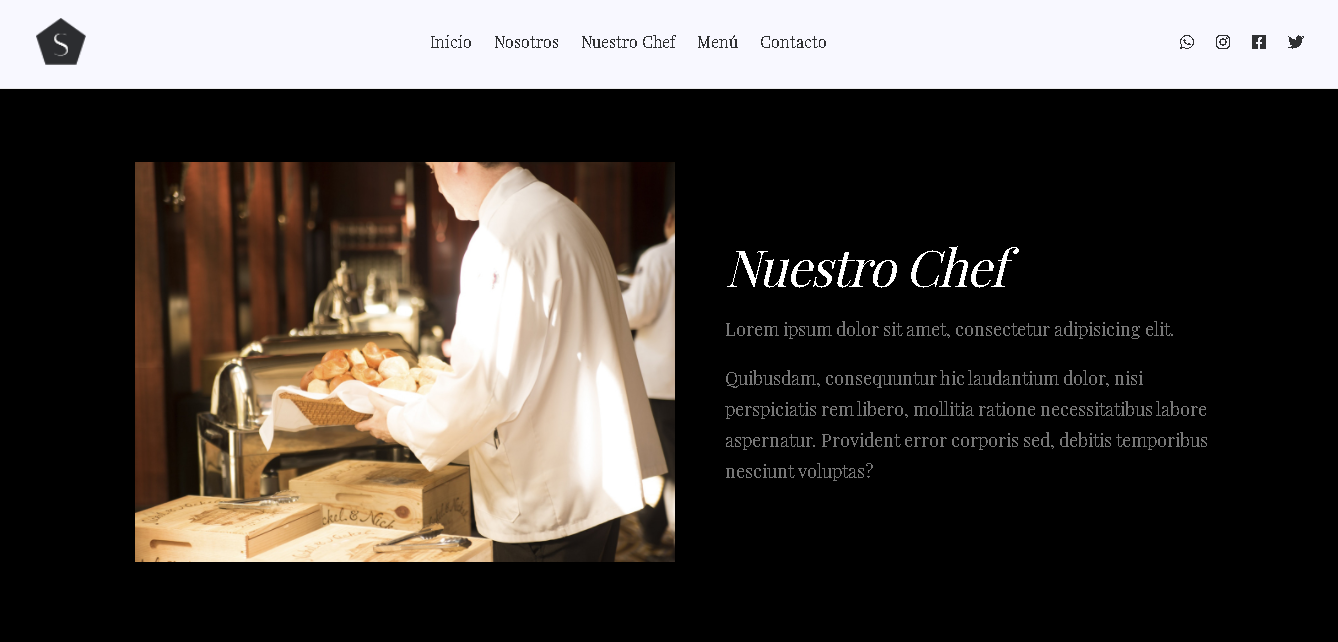 S
Inicio
Nosotros
Nuestro Chef
Menú
Contacto
Nuestro Chef
Lorem ipsum dolor sit amet, consectetur adipisicing elit.
Quibusdam, consequuntur hic laudantium dolor, nisi
perspiciatis rem libero, mollitia ratione necessitatibus labore
aspernatur. Provident error corporis sed, debitis temporibus
nesciunt voluptas?